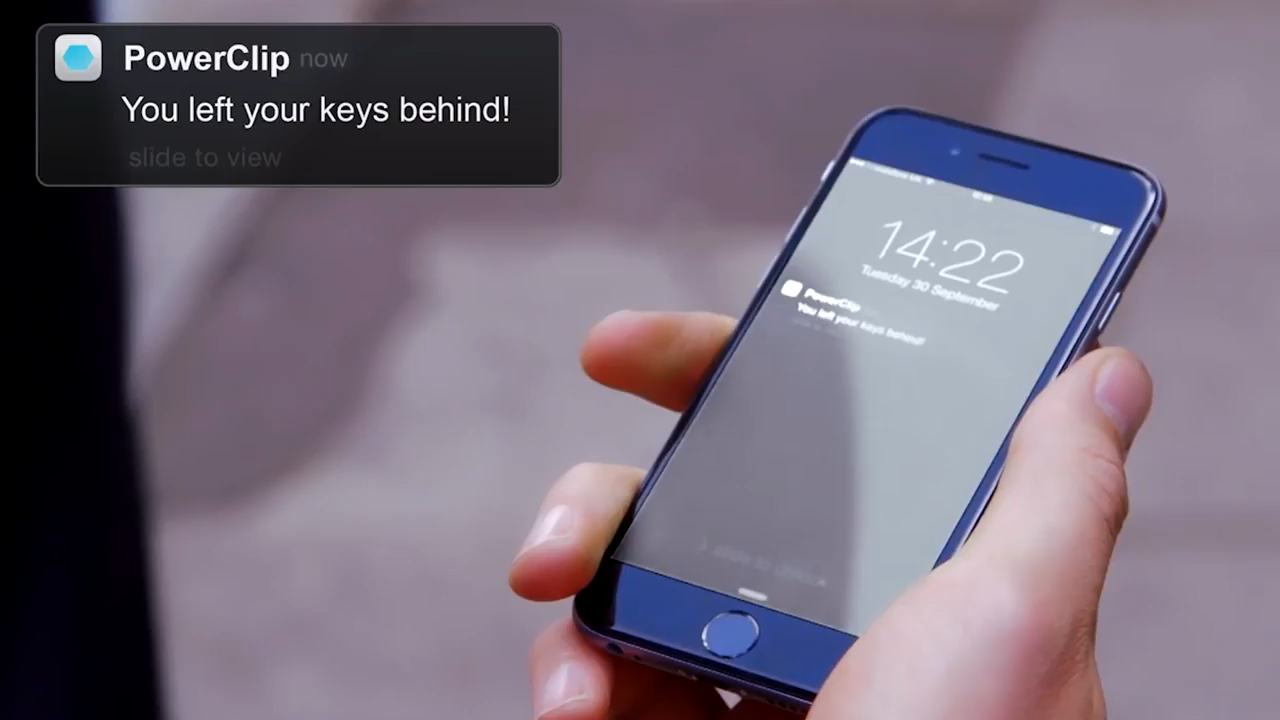 PowerClip now
You left your keys behind!
slide to view
14:22
Tuesday 30 September
PowerClip
You left your keys behind!